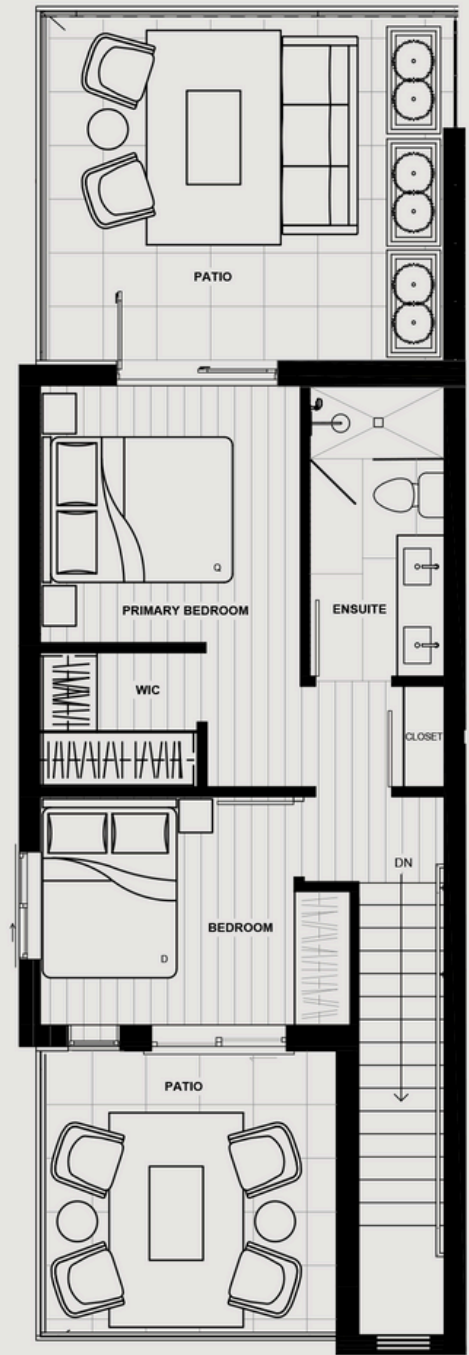 PATIO
Q
PRIMARY BEDROOM
ENSUITE
WIC
CLOSET
DN
BEDROOM
D
PATIO